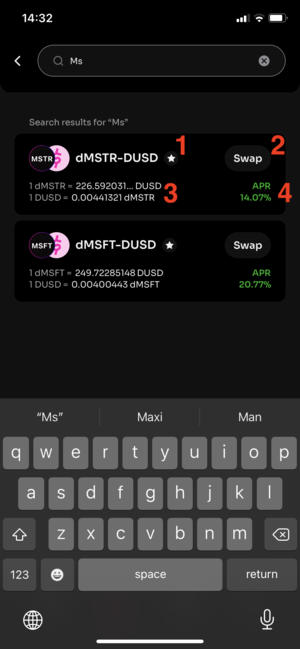 14:32
Ms
Search results for “Ms”
MSTR dMSTR-DUSD 1 Swap 2
1 dMSTR = 226.592031... DUSD 3 APR 4
1 DUSD = 0.00441321 dMSTR 14.07%
MSFT dMSFT-DUSD Swap
1 dMSFT = 249.72285148 DUSD APR
1 DUSD = 0.00400443 dMSFT 20.77%
“Ms” Maxi Man
q w e r t y u i o p
a s d f g h j k l
z x c v b n m
123 space return